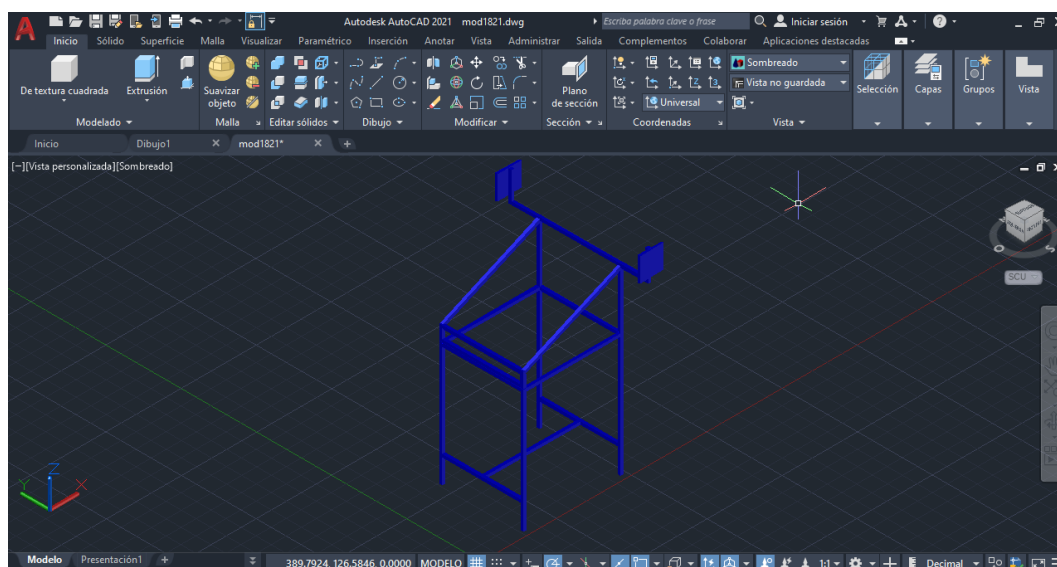 Autodesk AutoCAD 2021 mod1821.dwg Escriba palabra clave o frase Iniciar sesión
Inicio Sólido Superficie Malla Visualizar Paramétrico Inserción Anotar Vista Administrar Salida Complementos Colaborar Aplicaciones destacadas
De textura cuadrada Extrusión Suavizar objeto Plano de sección Universal Sombreado Vista no guardada Selección Capas Grupos Vista
Modelado Malla Editar sólidos Dibujo Modificar Sección Coordenadas Vista
Inicio Dibujo1 mod1821* +
[−][Vista personalizada][Sombreado]
SCU
Z
Y X
Modelo Presentación1 + 389.7924, 126.5846, 0.0000 MODELO 1:1 Decimal